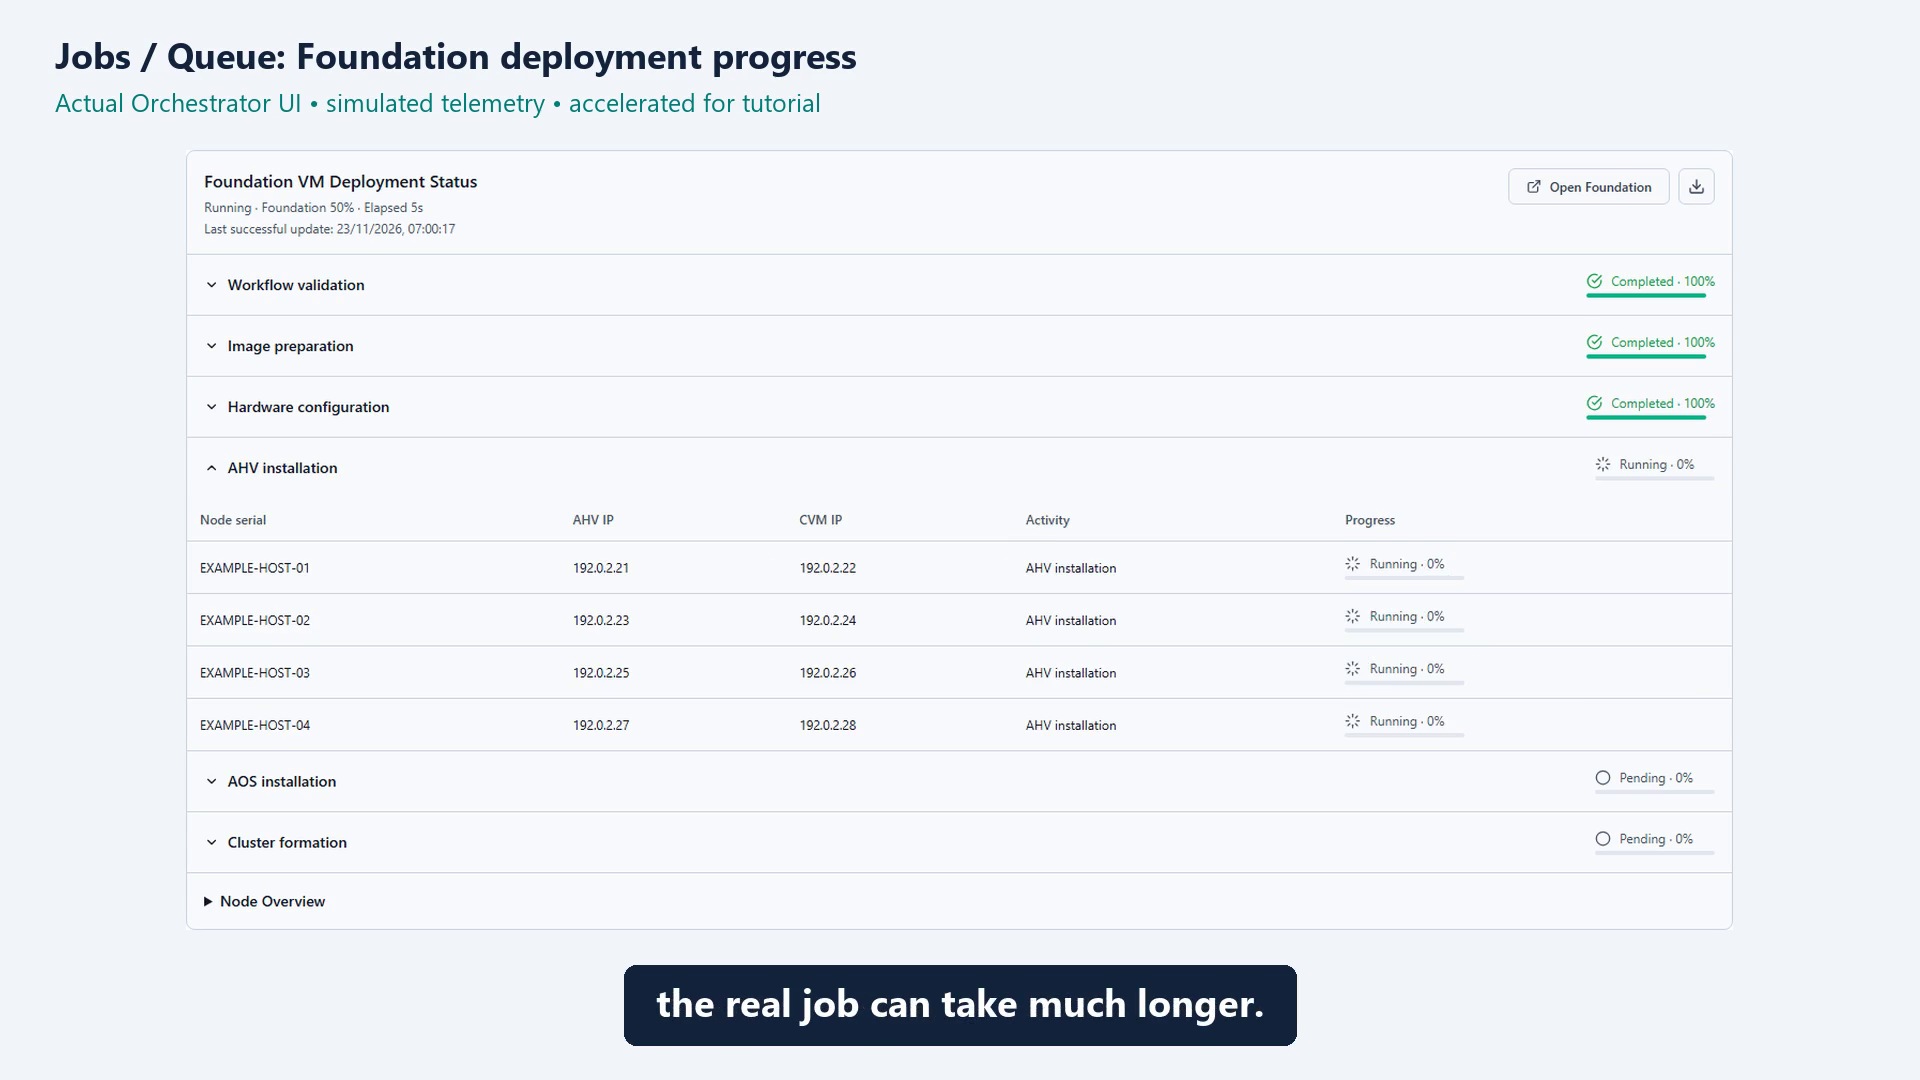 Jobs / Queue: Foundation deployment progress
Actual Orchestrator UI • simulated telemetry • accelerated for tutorial
Foundation VM Deployment Status
Running · Foundation 50% · Elapsed 5s
Last successful update: 23/11/2026, 07:00:17
Open Foundation
Workflow validation
Completed · 100%
Image preparation
Completed · 100%
Hardware configuration
Completed · 100%
AHV installation
Running · 0%
Node serial AHV IP CVM IP Activity Progress
EXAMPLE-HOST-01 192.0.2.21 192.0.2.22 AHV installation Running · 0%
EXAMPLE-HOST-02 192.0.2.23 192.0.2.24 AHV installation Running · 0%
EXAMPLE-HOST-03 192.0.2.25 192.0.2.26 AHV installation Running · 0%
EXAMPLE-HOST-04 192.0.2.27 192.0.2.28 AHV installation Running · 0%
AOS installation
Pending · 0%
Cluster formation
Pending · 0%
Node Overview
the real job can take much longer.